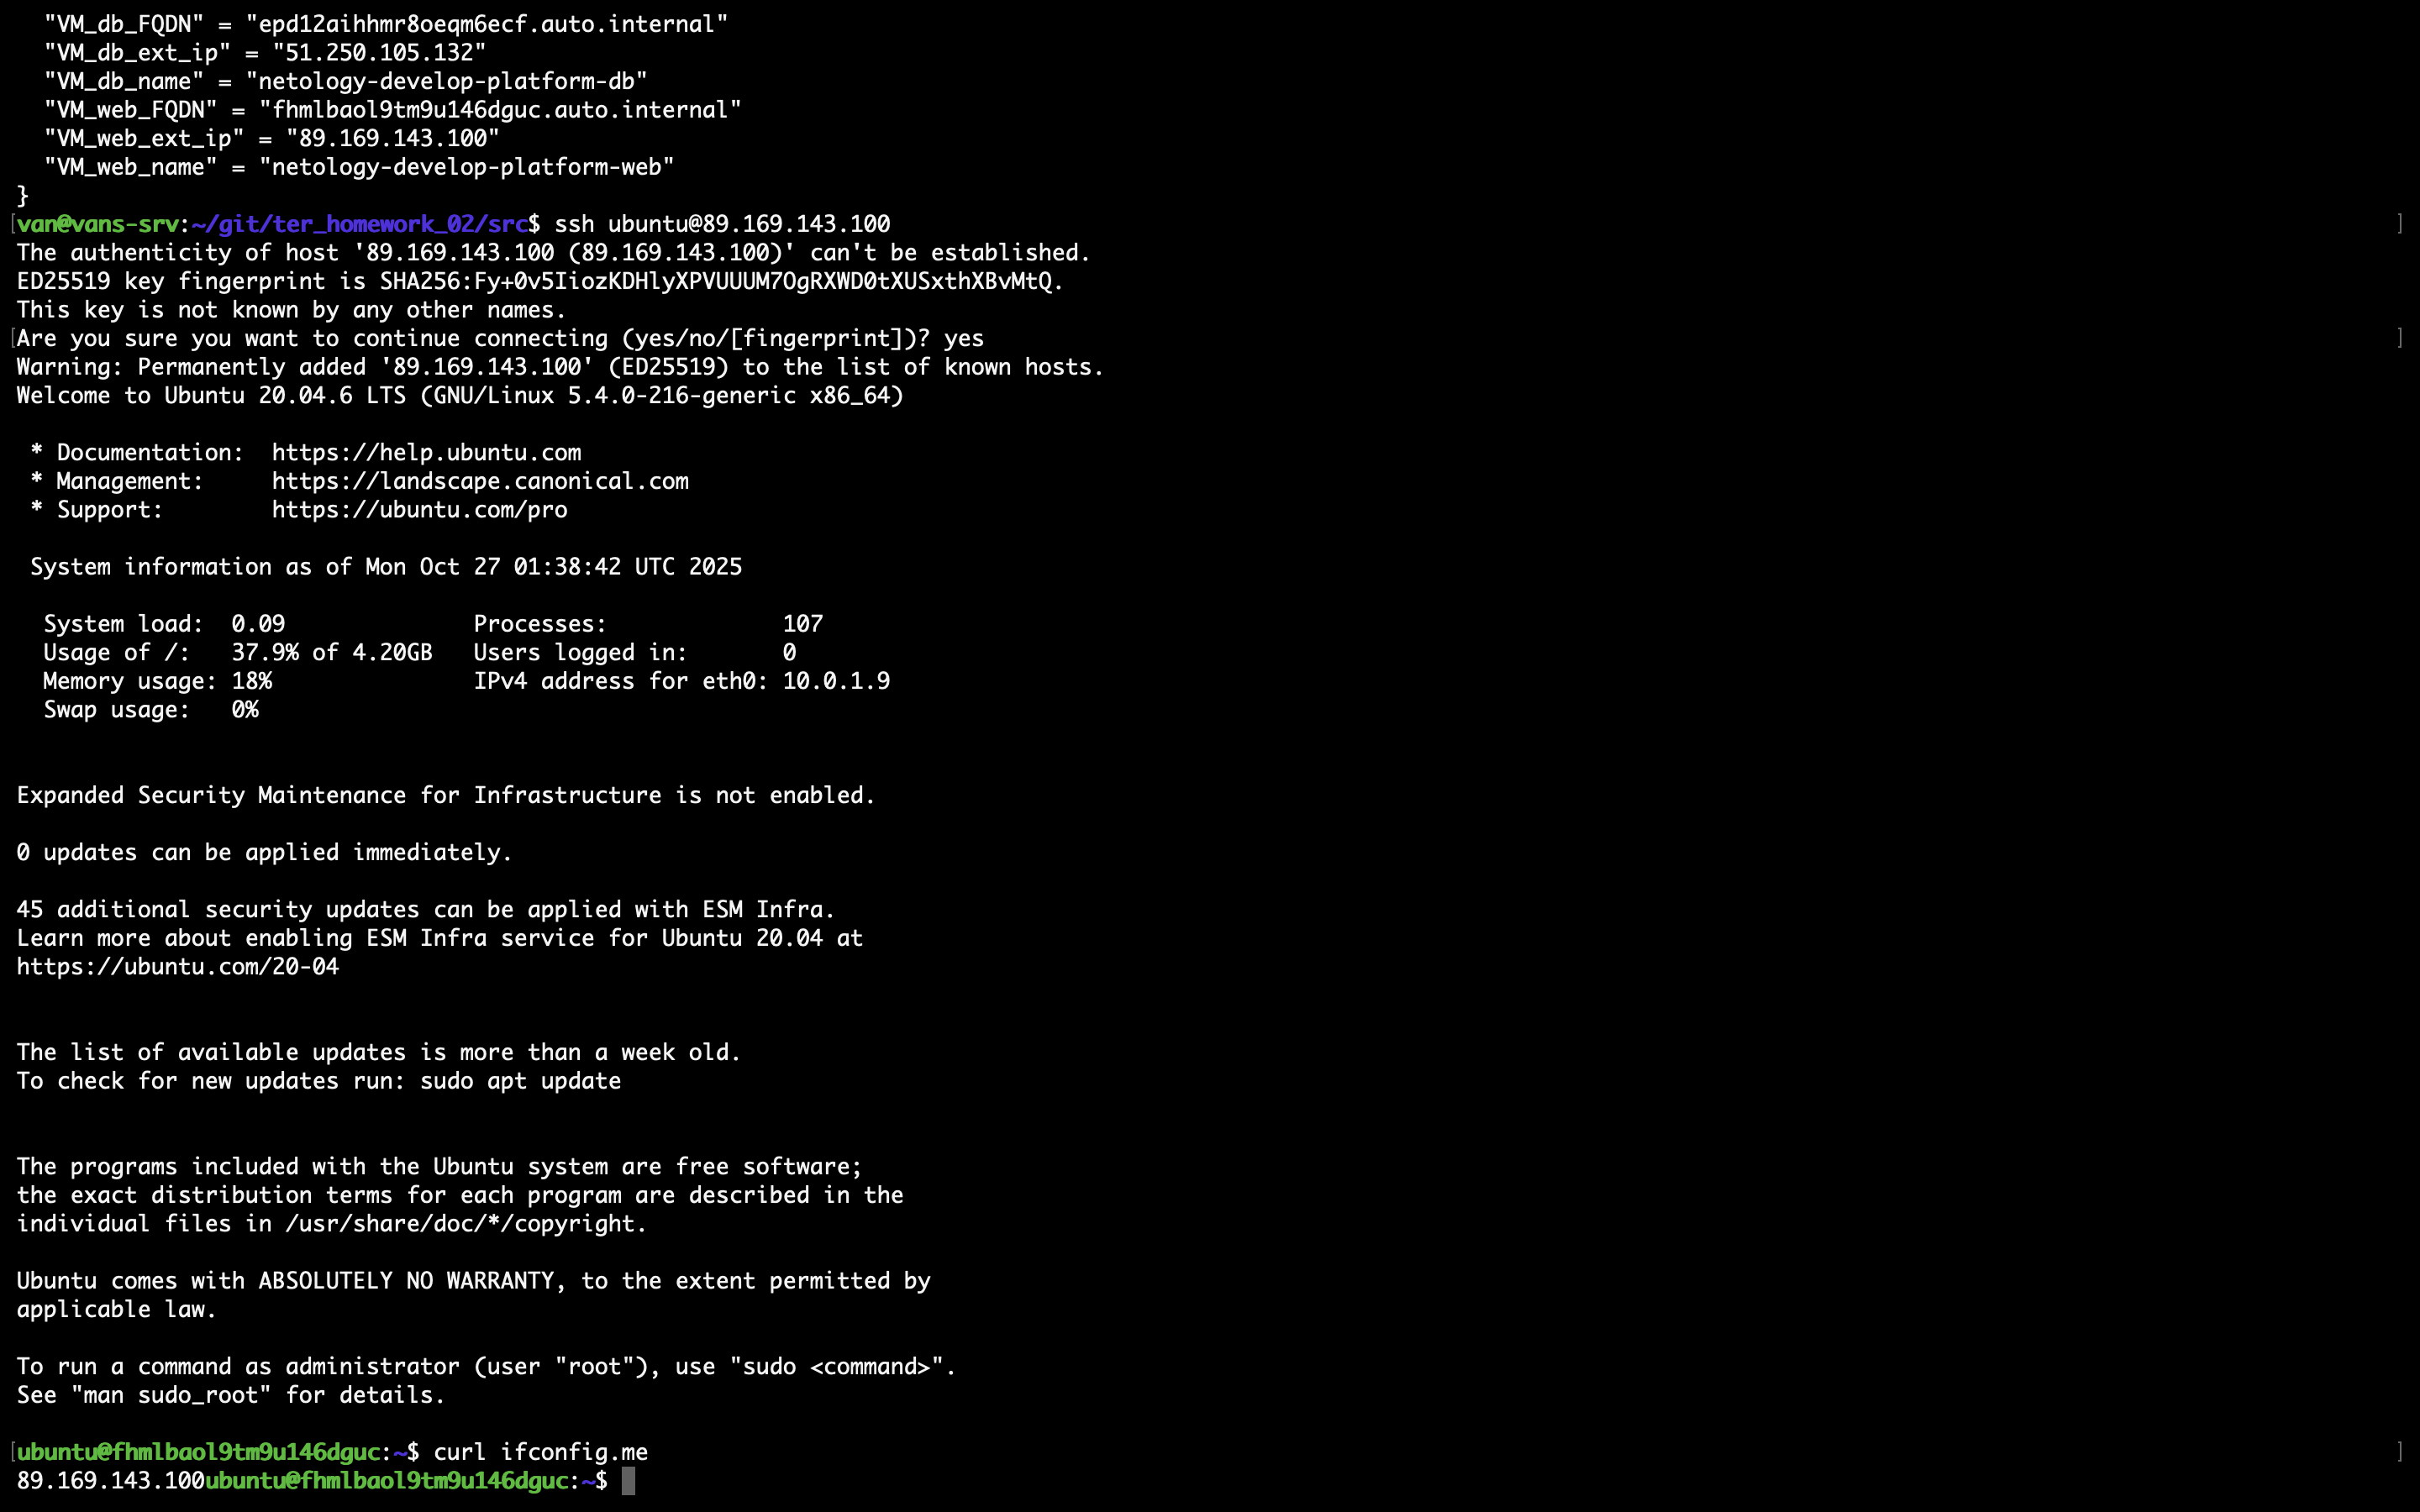 "VM_db_FQDN" = "epd12aihhmr8oeqm6ecf.auto.internal"
"VM_db_ext_ip" = "51.250.105.132"
"VM_db_name" = "netology-develop-platform-db"
"VM_web_FQDN" = "fhmlbaol9tm9u146dguc.auto.internal"
"VM_web_ext_ip" = "89.169.143.100"
"VM_web_name" = "netology-develop-platform-web"
}
[van@vans-srv:~/git/ter_homework_02/src$ ssh ubuntu@89.169.143.100 ]
The authenticity of host '89.169.143.100 (89.169.143.100)' can't be established.
ED25519 key fingerprint is SHA256:Fy+0v5IiozKDHlyXPVUUUM7OgRXWD0tXUSxthXBvMtQ.
This key is not known by any other names.
[Are you sure you want to continue connecting (yes/no/[fingerprint])? yes ]
Warning: Permanently added '89.169.143.100' (ED25519) to the list of known hosts.
Welcome to Ubuntu 20.04.6 LTS (GNU/Linux 5.4.0-216-generic x86_64)
* Documentation: https://help.ubuntu.com
* Management: https://landscape.canonical.com
* Support: https://ubuntu.com/pro
System information as of Mon Oct 27 01:38:42 UTC 2025
System load: 0.09 Processes: 107
Usage of /: 37.9% of 4.20GB Users logged in: 0
Memory usage: 18% IPv4 address for eth0: 10.0.1.9
Swap usage: 0%
Expanded Security Maintenance for Infrastructure is not enabled.
0 updates can be applied immediately.
45 additional security updates can be applied with ESM Infra.
Learn more about enabling ESM Infra service for Ubuntu 20.04 at
https://ubuntu.com/20-04
The list of available updates is more than a week old.
To check for new updates run: sudo apt update
The programs included with the Ubuntu system are free software;
the exact distribution terms for each program are described in the
individual files in /usr/share/doc/*/copyright.
Ubuntu comes with ABSOLUTELY NO WARRANTY, to the extent permitted by
applicable law.
To run a command as administrator (user "root"), use "sudo <command>".
See "man sudo_root" for details.
[ubuntu@fhmlbaol9tm9u146dguc:~$ curl ifconfig.me ]
89.169.143.100ubuntu@fhmlbaol9tm9u146dguc:~$